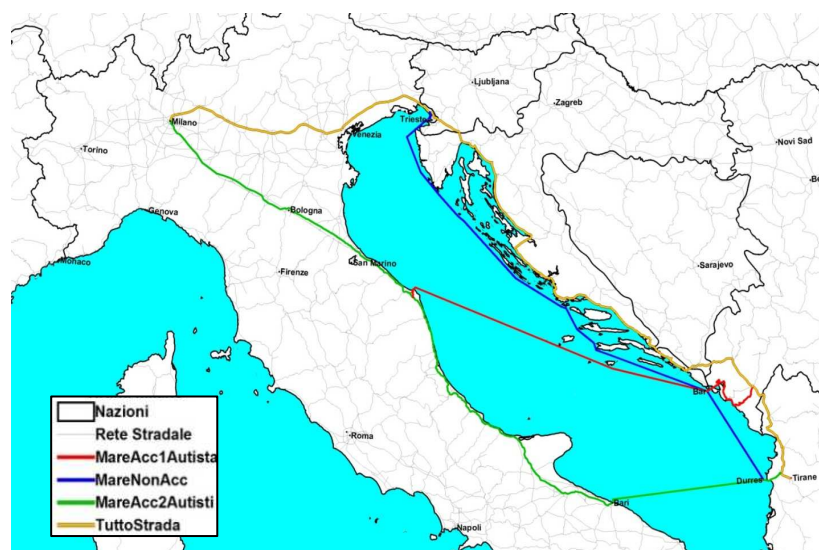 Ljubljana
Zagreb
Milano
Trieste
Venezia
Novi Sad
Torino
Bologna
Genova
San Marino
Monaco
Firenze
Sarajevo
Bar
Roma
Durres
Tirane
Bari
Napoli
Nazioni
Rete Stradale
MareAcc1Autista
MareNonAcc
MareAcc2Autisti
TuttoStrada